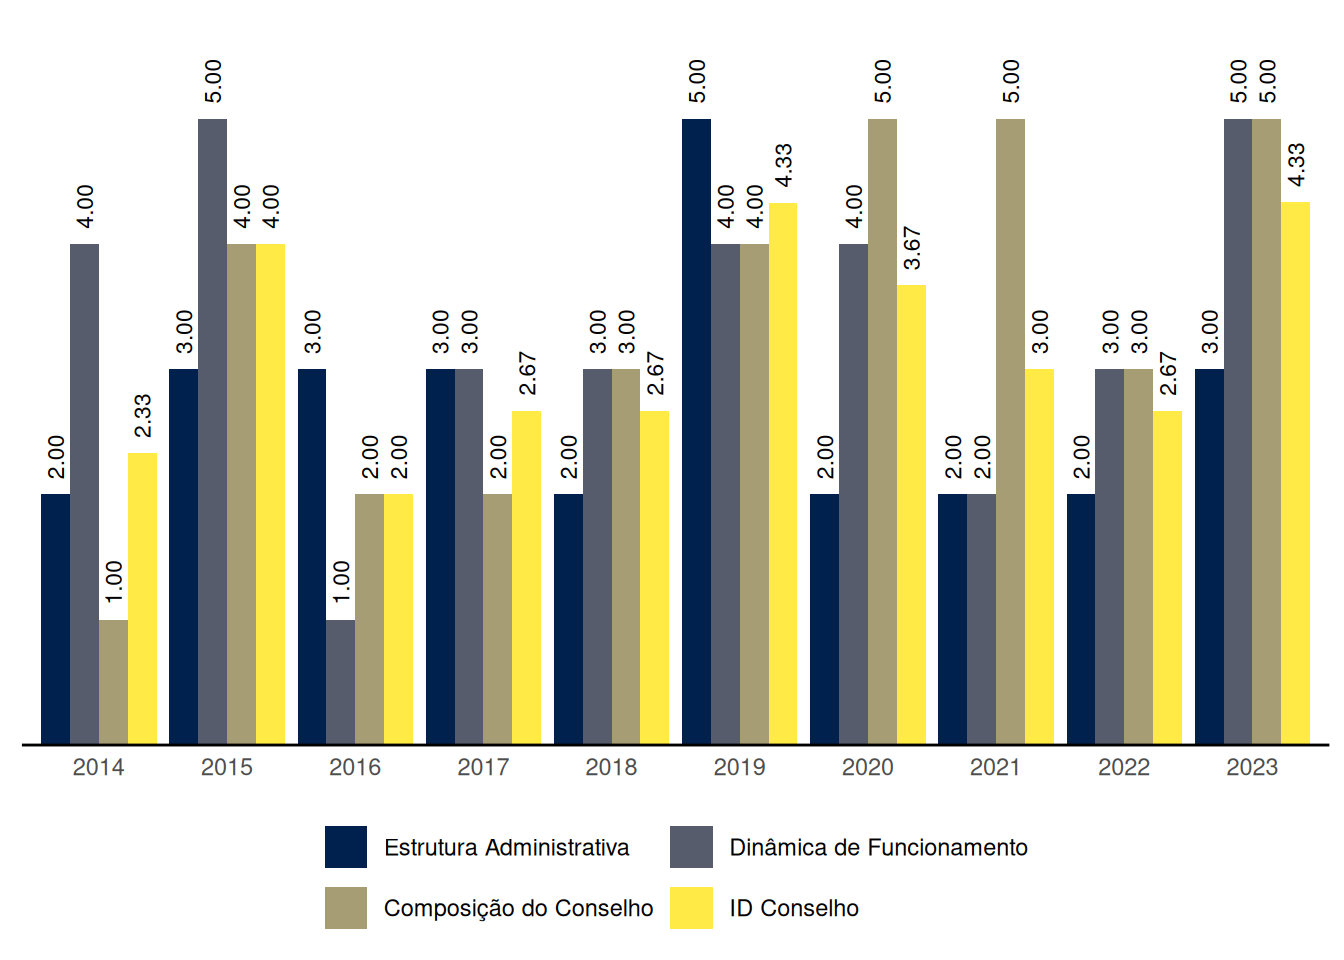 2.00 4.00 1.00 2.33 3.00 5.00 4.00 4.00 3.00 1.00 2.00 2.00 3.00 3.00 2.00 2.67 2.00 3.00 3.00 2.67 5.00 4.00 4.00 4.33 2.00 4.00 5.00 3.67 2.00 2.00 5.00 3.00 2.00 3.00 3.00 2.67 3.00 5.00 5.00 4.33
2014 2015 2016 2017 2018 2019 2020 2021 2022 2023
Estrutura Administrativa Dinâmica de Funcionamento
Composição do Conselho ID Conselho